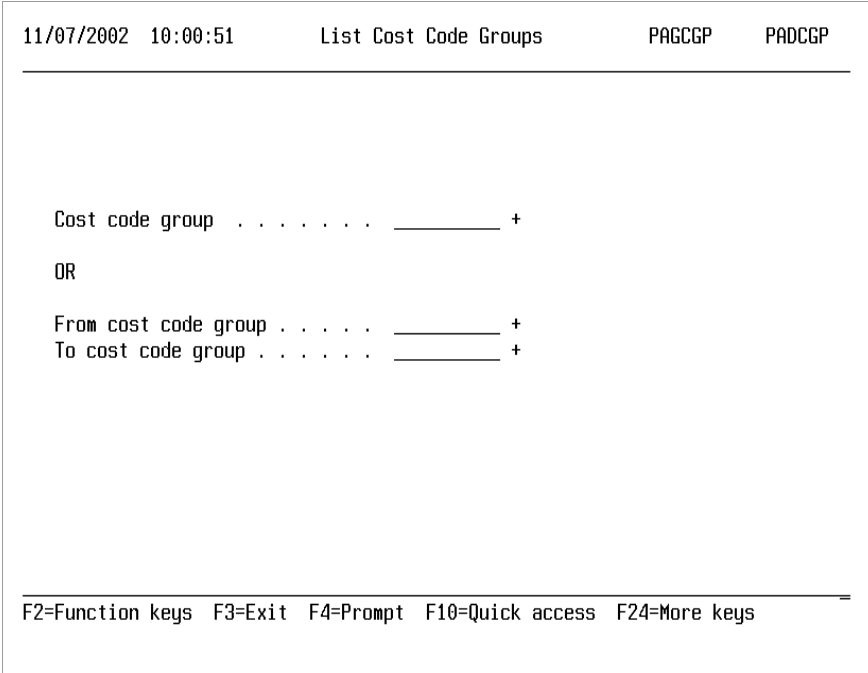 11/07/2002 10:00:51 List Cost Code Groups PAGCGP PADCGP
Cost code group . . . . . . . __________ +
OR
From cost code group . . . . . __________ +
To cost code group . . . . . . __________ +
F2=Function keys F3=Exit F4=Prompt F10=Quick access F24=More keys